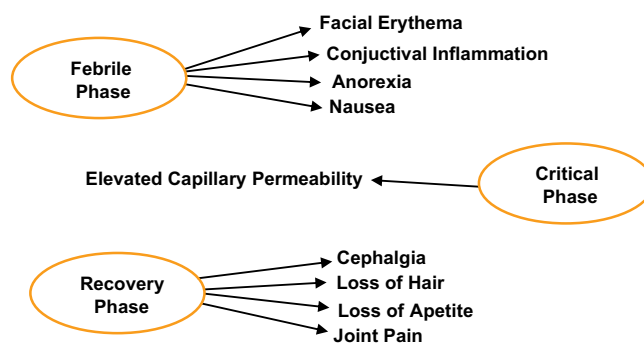 Febrile
Phase
Facial Erythema
Conjuctival Inflammation
Anorexia
Nausea
Elevated Capillary Permeability
Critical
Phase
Recovery
Phase
Cephalgia
Loss of Hair
Loss of Apetite
Joint Pain